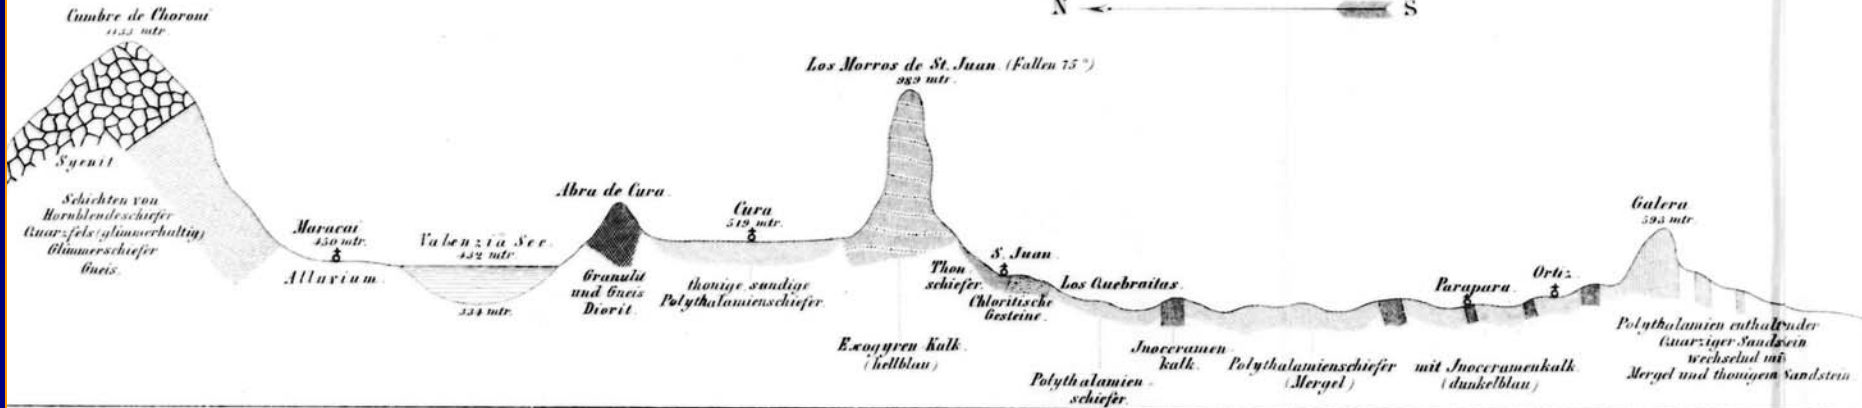 N S
Cumbre de Choroni
mtr.
Syenit
Schichten von
Hornblendeschiefer
Quarzfels (glimmerhaltig)
Glimmerschiefer
Gneis.
Maracai
450 mtr.
Alluvium.
Valenzia See.
432 mtr.
334 mtr.
Abra de Cura.
Granulit
und Gneis
Diorit.
Cura
519 mtr.
thonige sandige
Polythalamienschiefer.
Los Morros de St. Juan (Fallen 75°)
989 mtr.
Exogyren Kalk.
(hellblau)
Thon
schiefer.
S. Juan
Chloritische
Gesteine.
Los Quebraitas
Polythalamien-
schiefer.
Jnoceramen
kalk.
Polythalamienschiefer
(Mergel)
Parapara
mit Jnoceramenkalk.
(dunkelblau)
Ortiz
Galera
593 mtr.
Polythalamien enthaltender
Quarziger Sandstein
wechselnd mit
Mergel und thonigem Sandstein